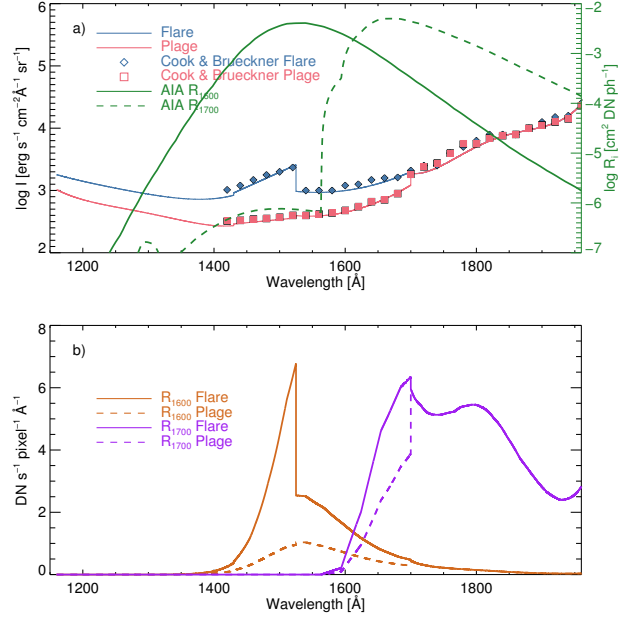 a)
Flare
Plage
Cook & Brueckner Flare
Cook & Brueckner Plage
AIA R1600
AIA R1700
log I [erg s⁻¹ cm⁻²Å⁻¹ sr⁻¹]
6
5
4
3
2
log Rᵢ [cm² DN ph⁻¹]
-2
-3
-4
-5
-6
-7
1200
1400
1600
1800
Wavelength [Å]
b)
R1600 Flare
R1600 Plage
R1700 Flare
R1700 Plage
DN s⁻¹ pixel⁻¹ Å⁻¹
8
6
4
2
0
1200
1400
1600
1800
Wavelength [Å]